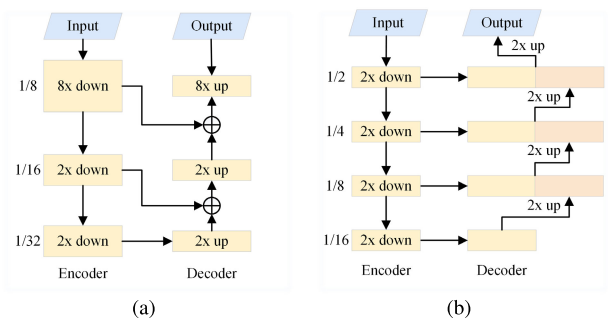 Input Output
1/8 8x down 8x up
1/16 2x down 2x up
1/32 2x down 2x up
Encoder Decoder
(a)
Input Output
2x up
1/2 2x down
2x up
1/4 2x down
2x up
1/8 2x down
2x up
1/16 2x down
Encoder Decoder
(b)